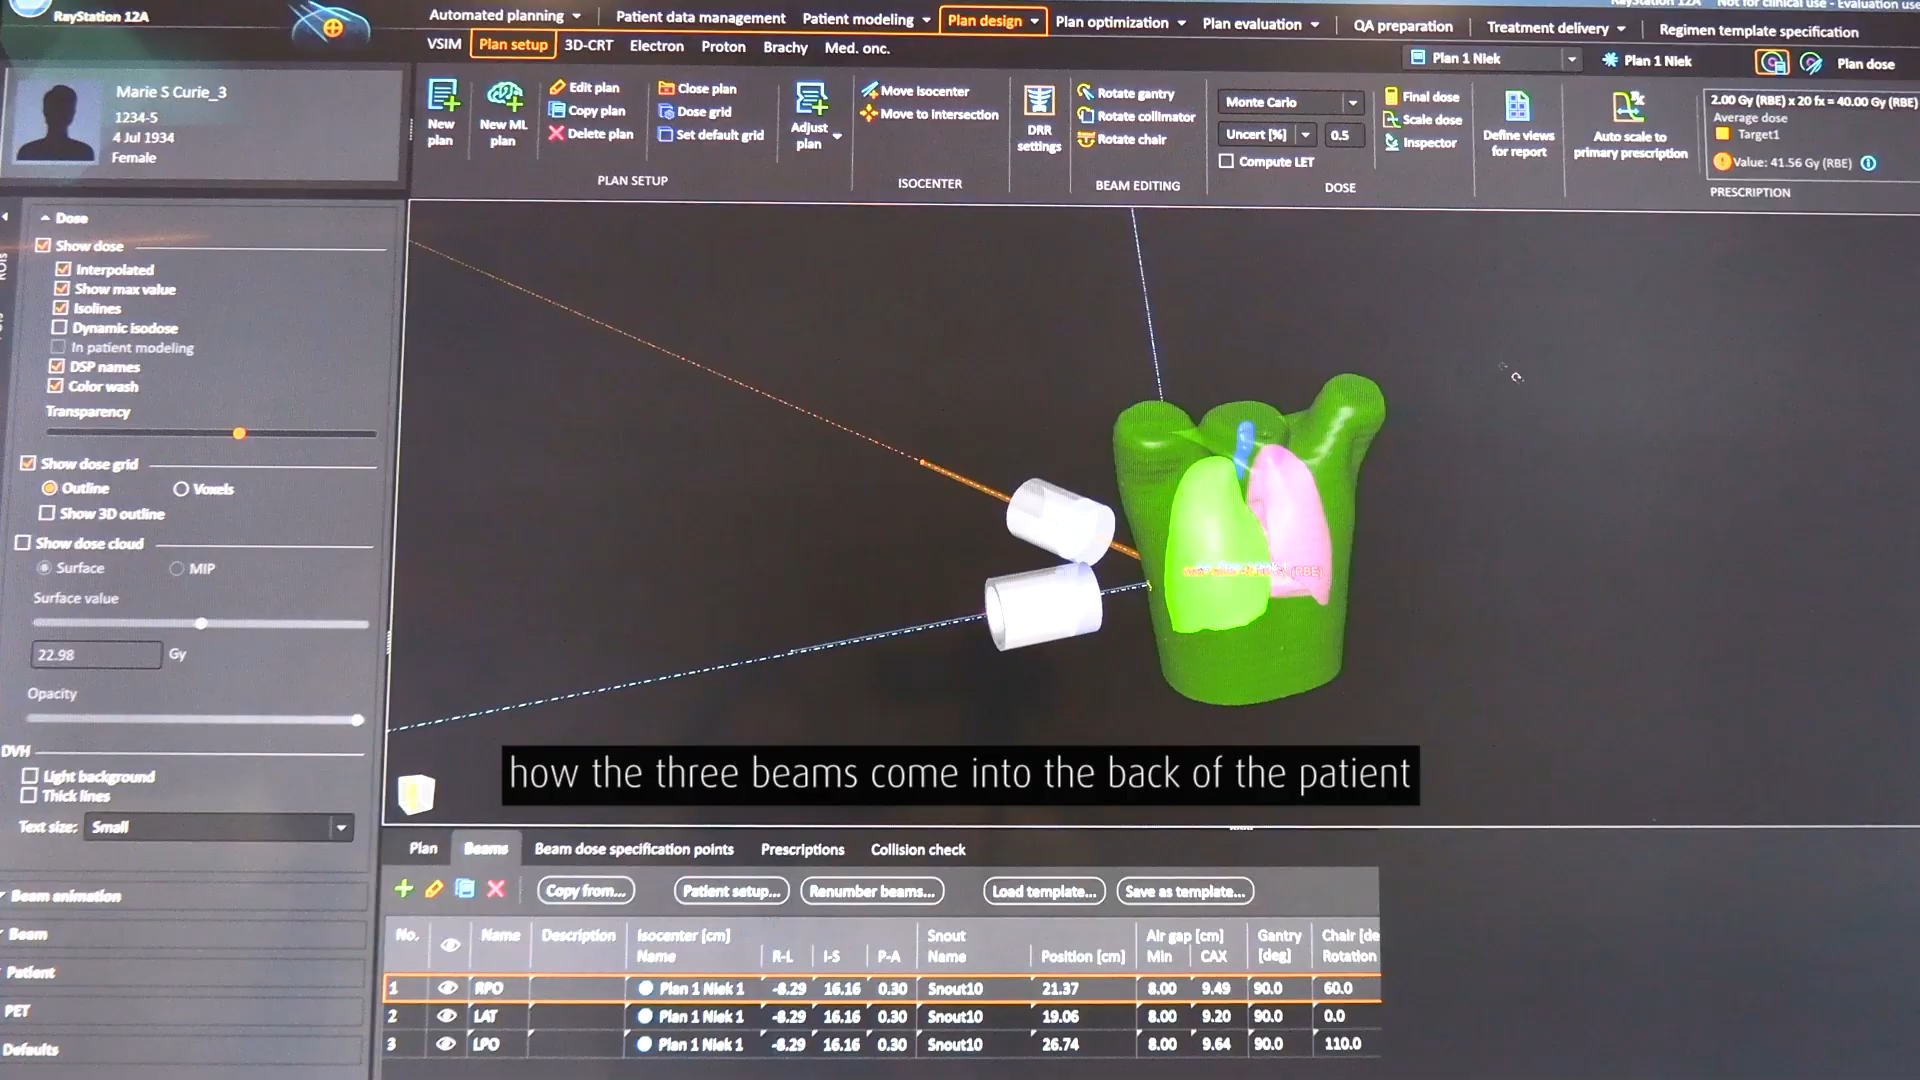 RayStation 12A
RayStation 12A Not for clinical use - Evaluation use
Automated planning
Patient data management
Patient modeling
Plan design
Plan optimization
Plan evaluation
QA preparation
Treatment delivery
Regimen template specification
VSIM
Plan setup
3D-CRT
Electron
Proton
Brachy
Med. onc.
Plan 1 Niek
Plan 1 Niek
Plan dose
Marie S Curie_3
1234-5
4 Jul 1934
Female
New plan
New ML plan
Edit plan
Copy plan
Delete plan
Close plan
Dose grid
Set default grid
Adjust plan
PLAN SETUP
Move isocenter
Move to intersection
ISOCENTER
DRR settings
Rotate gantry
Rotate collimator
Rotate chair
BEAM EDITING
Monte Carlo
Uncert [%]
0.5
Compute LET
Final dose
Scale dose
Inspector
DOSE
Define views for report
Auto scale to primary prescription
2.00 Gy (RBE) x 20 fx = 40.00 Gy (RBE)
Average dose
Target1
Value: 41.56 Gy (RBE)
PRESCRIPTION
ROIs
Dose
Show dose
Interpolated
Show max value
Isolines
Dynamic isodose
In patient modeling
DSP names
Color wash
Transparency
Show dose grid
Outline
Voxels
Show 3D outline
Show dose cloud
Surface
MIP
Surface value
22.98 Gy
Opacity
DVH
Light background
Thick lines
Text size: Small
Beam animation
Beam
Patient
PET
Defaults
(RBE)
how the three beams come into the back of the patient
Plan
Beams
Beam dose specification points
Prescriptions
Collision check
Copy from...
Patient setup...
Renumber beams...
Load template...
Save as template...
No. Name Description Isocenter [cm] Snout Air gap [cm] Gantry Chair [de
Name R-L I-S P-A Name Position [cm] Min CAX [deg] Rotation
1 RPO Plan 1 Niek 1 -8.29 16.16 0.30 Snout10 21.37 8.00 9.49 90.0 60.0
2 LAT Plan 1 Niek 1 -8.29 16.16 0.30 Snout10 19.06 8.00 9.20 90.0 0.0
3 LPO Plan 1 Niek 1 -8.29 16.16 0.30 Snout10 26.74 8.00 9.64 90.0 110.0